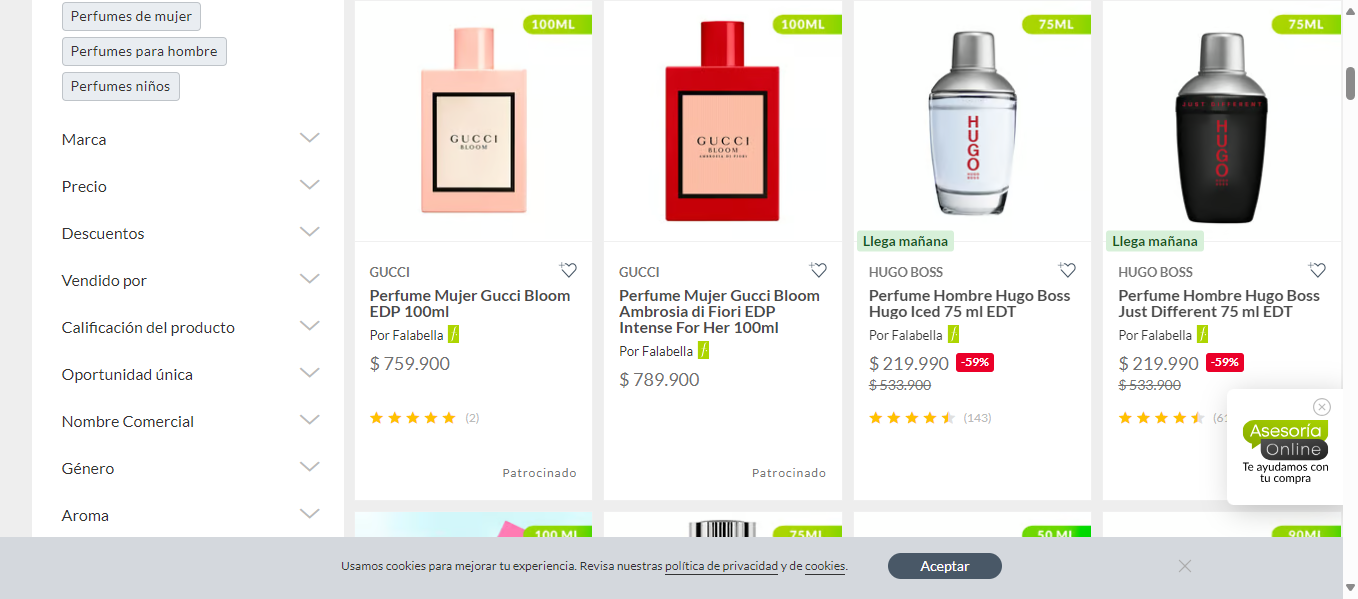 Perfumes de mujer
Perfumes para hombre
Perfumes niños
Marca
Precio
Descuentos
Vendido por
Calificación del producto
Oportunidad única
Nombre Comercial
Género
Aroma
100ML
GUCCI
BLOOM
GUCCI
Perfume Mujer Gucci Bloom
EDP 100ml
Por Falabella
$ 759.900
(2)
Patrocinado
100ML
GUCCI
BLOOM
AMBROSIA DI FIORI
GUCCI
Perfume Mujer Gucci Bloom
Ambrosia di Fiori EDP
Intense For Her 100ml
Por Falabella
$ 789.900
Patrocinado
75ML
HUGO
HUGO BOSS
Llega mañana
HUGO BOSS
Perfume Hombre Hugo Boss
Hugo Iced 75 ml EDT
Por Falabella
$ 219.990 -59%
$ 533.900
(143)
75ML
JUST DIFFERENT
HUGO
HUGO BOSS
Llega mañana
HUGO BOSS
Perfume Hombre Hugo Boss
Just Different 75 ml EDT
Por Falabella
$ 219.990 -59%
$ 533.900
Asesoría
Online
Te ayudamos con
tu compra
100 ML
75ML
50 ML
90ML
Usamos cookies para mejorar tu experiencia. Revisa nuestras política de privacidad y de cookies.
Aceptar